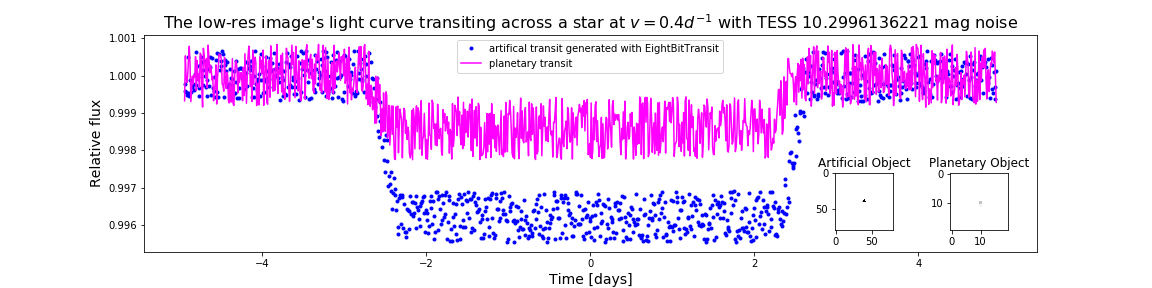 The low-res image's light curve transiting across a star at v = 0.4d⁻¹ with TESS 10.2996136221 mag noise
artifical transit generated with EightBitTransit
planetary transit
Relative flux
1.001
1.000
0.999
0.998
0.997
0.996
Artificial Object
0
50
0 50
Planetary Object
0
10
0 10
−4 −2 0 2 4
Time [days]